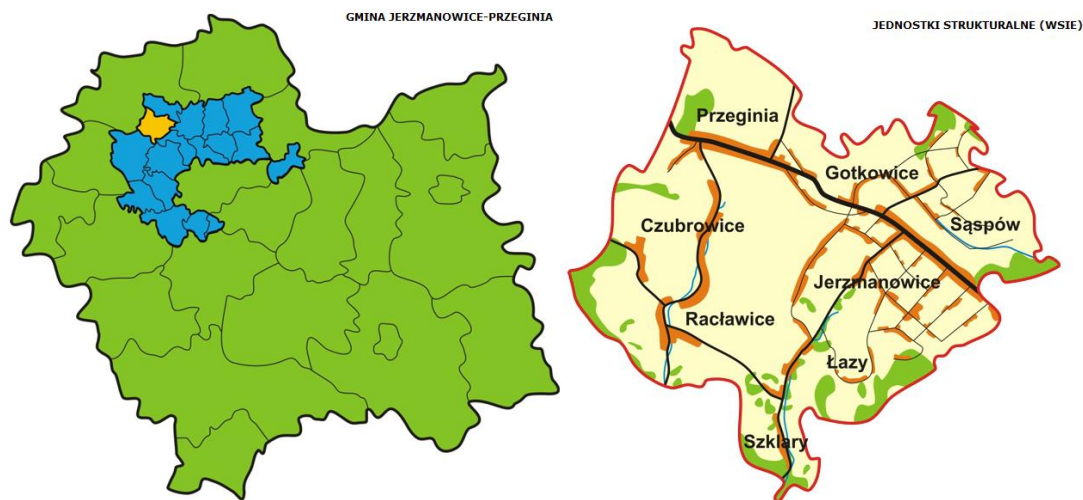 GMINA JERZMANOWICE-PRZEGINIA
JEDNOSTKI STRUKTURALNE (WSIE)
Przeginia
Gotkowice
Sąspów
Czubrowice
Jerzmanowice
Racławice
Łazy
Szklary